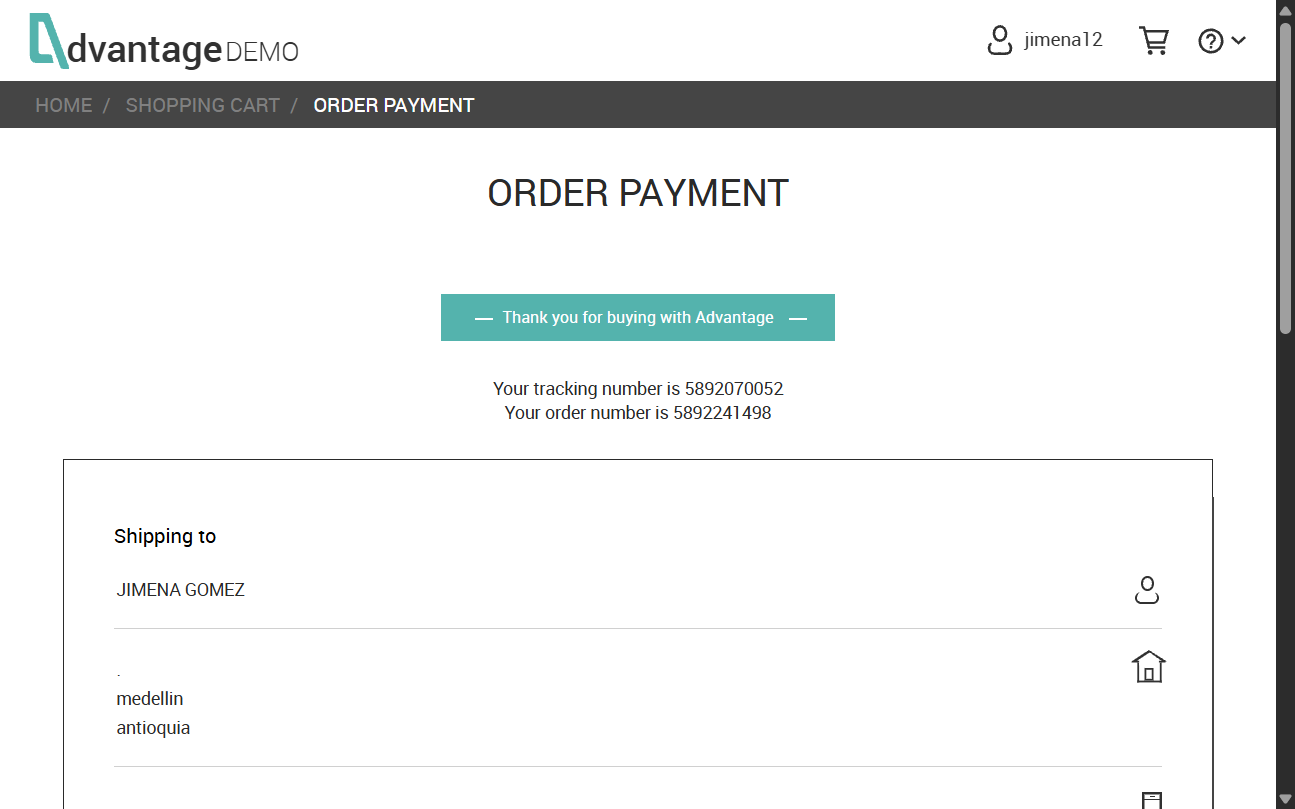 Advantage DEMO
jimena12
?
HOME / SHOPPING CART / ORDER PAYMENT
ORDER PAYMENT
— Thank you for buying with Advantage —
Your tracking number is 5892070052
Your order number is 5892241498
Shipping to
JIMENA GOMEZ
.
medellin
antioquia